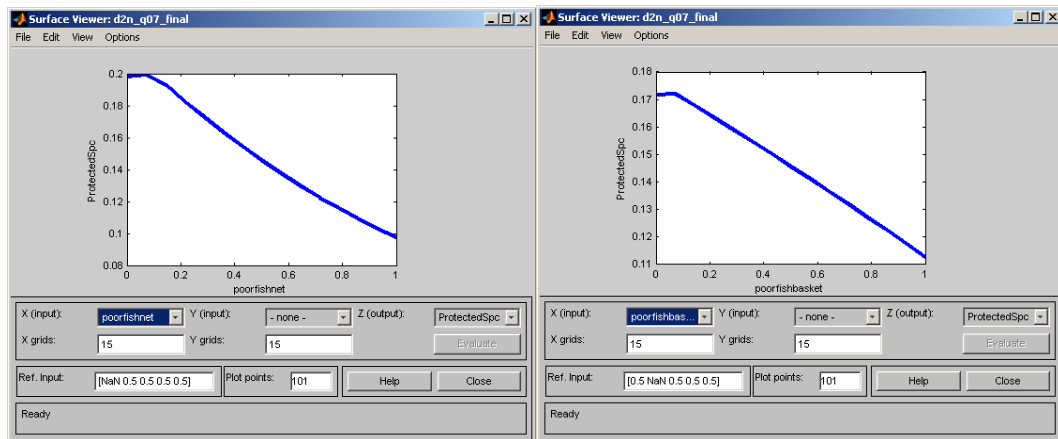 Surface Viewer: d2n_q07_final
File Edit View Options
0.2
0.18
0.16
0.14
0.12
0.1
0.08
ProtectedSpc
0 0.2 0.4 0.6 0.8 1
poorfishnet
X (input): poorfishnet Y (input): - none - Z (output): ProtectedSpc
X grids: 15 Y grids: 15 Evaluate
Ref. Input: [NaN 0.5 0.5 0.5 0.5] Plot points: 101 Help Close
Ready
Surface Viewer: d2n_q07_final
File Edit View Options
0.18
0.17
0.16
0.15
0.14
0.13
0.12
0.11
ProtectedSpc
0 0.2 0.4 0.6 0.8 1
poorfishbasket
X (input): poorfishbas... Y (input): - none - Z (output): ProtectedSpc
X grids: 15 Y grids: 15 Evaluate
Ref. Input: [0.5 NaN 0.5 0.5 0.5] Plot points: 101 Help Close
Ready